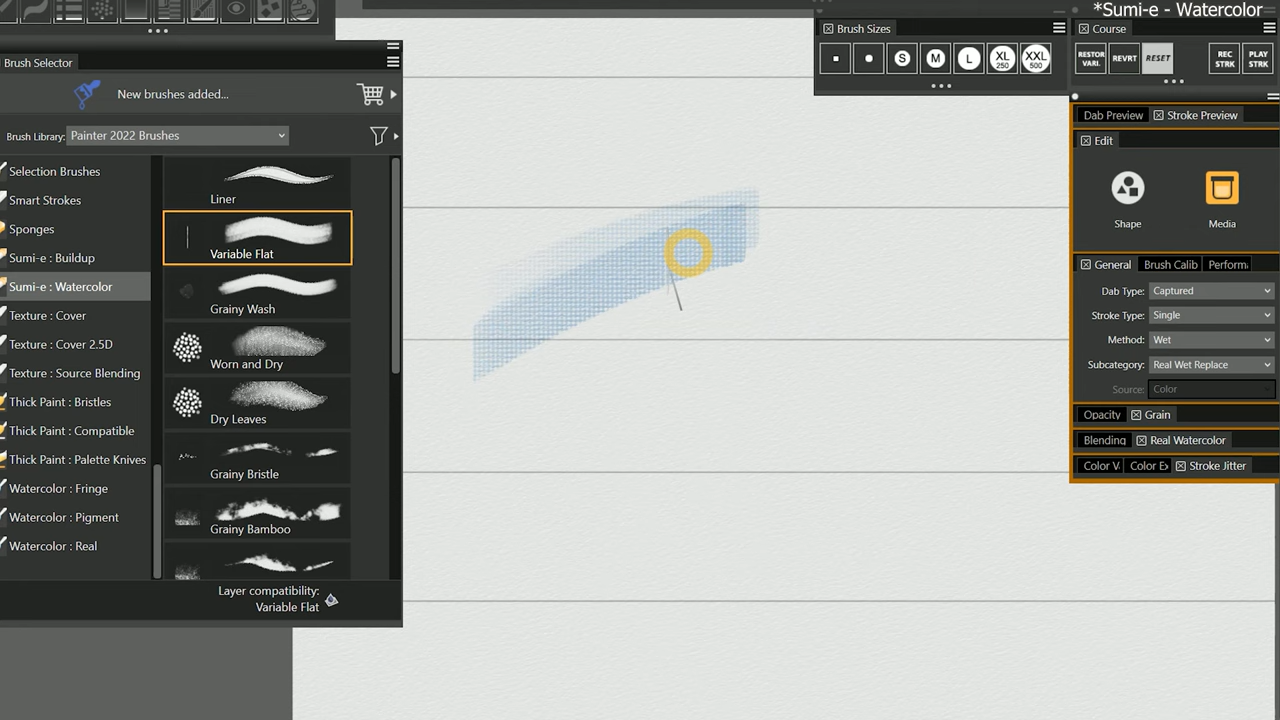 *Sumi-e - Watercolor
Brush Sizes
Course
S
M
L
XL
250
XXL
500
RESTOR
VARI.
REVRT
RESET
REC
STRK
PLAY
STRK
Brush Selector
New brushes added...
Brush Library:
Painter 2022 Brushes
Selection Brushes
Sponges
Sumi-e : Buildup
Sumi-e : Watercolor
Texture : Cover
Texture : Cover 2.5D
Texture : Source Blending
Thick Paint : Bristles
Thick Paint : Compatible
Thick Paint : Palette Knives
Watercolor : Fringe
Watercolor : Pigment
Watercolor : Real
Liner
Variable Flat
Grainy Wash
Worn and Dry
Dry Leaves
Grainy Bristle
Grainy Bamboo
Layer compatibility:
Variable Flat
Dab Preview
Stroke Preview
Edit
Shape
Media
General
Brush Calib
Perform
Dab Type:
Captured
Stroke Type:
Single
Method:
Wet
Subcategory:
Real Wet Replace
Source:
Color
Opacity
Grain
Blending
Real Watercolor
Color V
Color Ex
Stroke Jitter